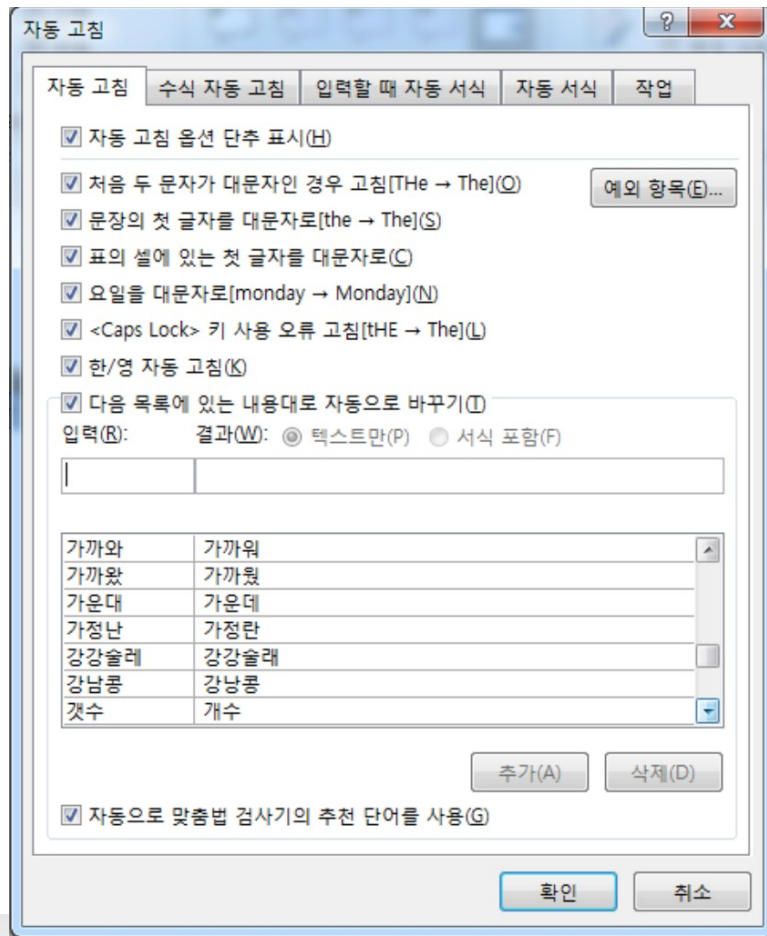 자동 고침
자동 고침 수식 자동 고침 입력할 때 자동 서식 자동 서식 작업
자동 고침 옵션 단추 표시(H)
처음 두 문자가 대문자인 경우 고침[THe → The](O) 예외 항목(E)...
문장의 첫 글자를 대문자로[the → The](S)
표의 셀에 있는 첫 글자를 대문자로(C)
요일을 대문자로[monday → Monday](N)
<Caps Lock> 키 사용 오류 고침[tHE → The](L)
한/영 자동 고침(K)
다음 목록에 있는 내용대로 자동으로 바꾸기(T)
입력(R): 결과(W): 텍스트만(P) 서식 포함(F)
가까와 가까워
가까왔 가까웠
가운대 가운데
가정난 가정란
강강술레 강강술래
강남콩 강낭콩
갯수 개수
추가(A) 삭제(D)
자동으로 맞춤법 검사기의 추천 단어를 사용(G)
확인 취소